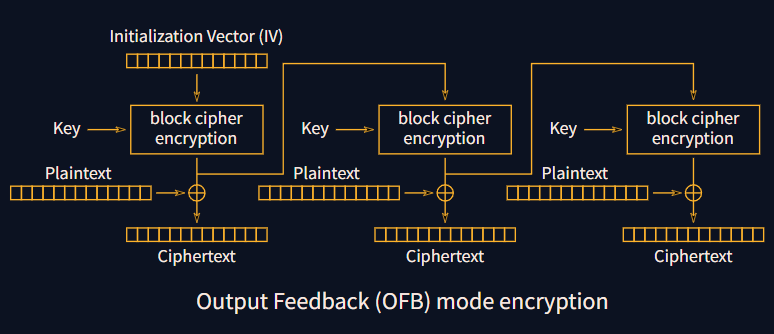 Initialization Vector (IV)
Key
block cipher
encryption
Key
block cipher
encryption
Key
block cipher
encryption
Plaintext
Plaintext
Plaintext
Ciphertext
Ciphertext
Ciphertext
Output Feedback (OFB) mode encryption